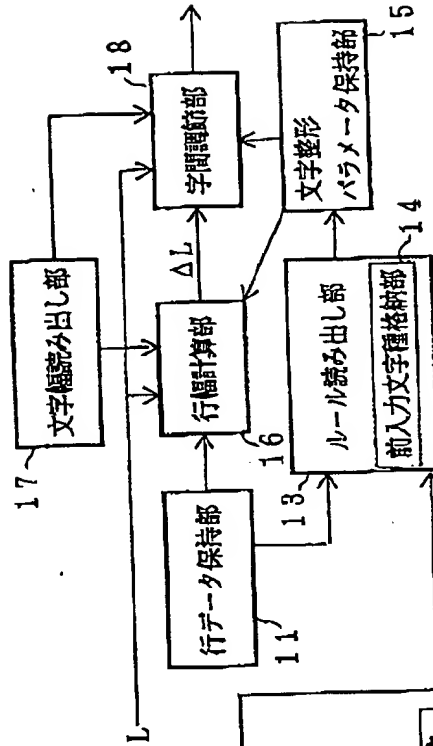 文字幅読み出し部
17
L
行データ保持部
11
行幅計算部
16
ΔL
字間調節部
18
ルール読み出し部
13
前入力文字種格納部
14
文字整形
パラメータ保持部
15